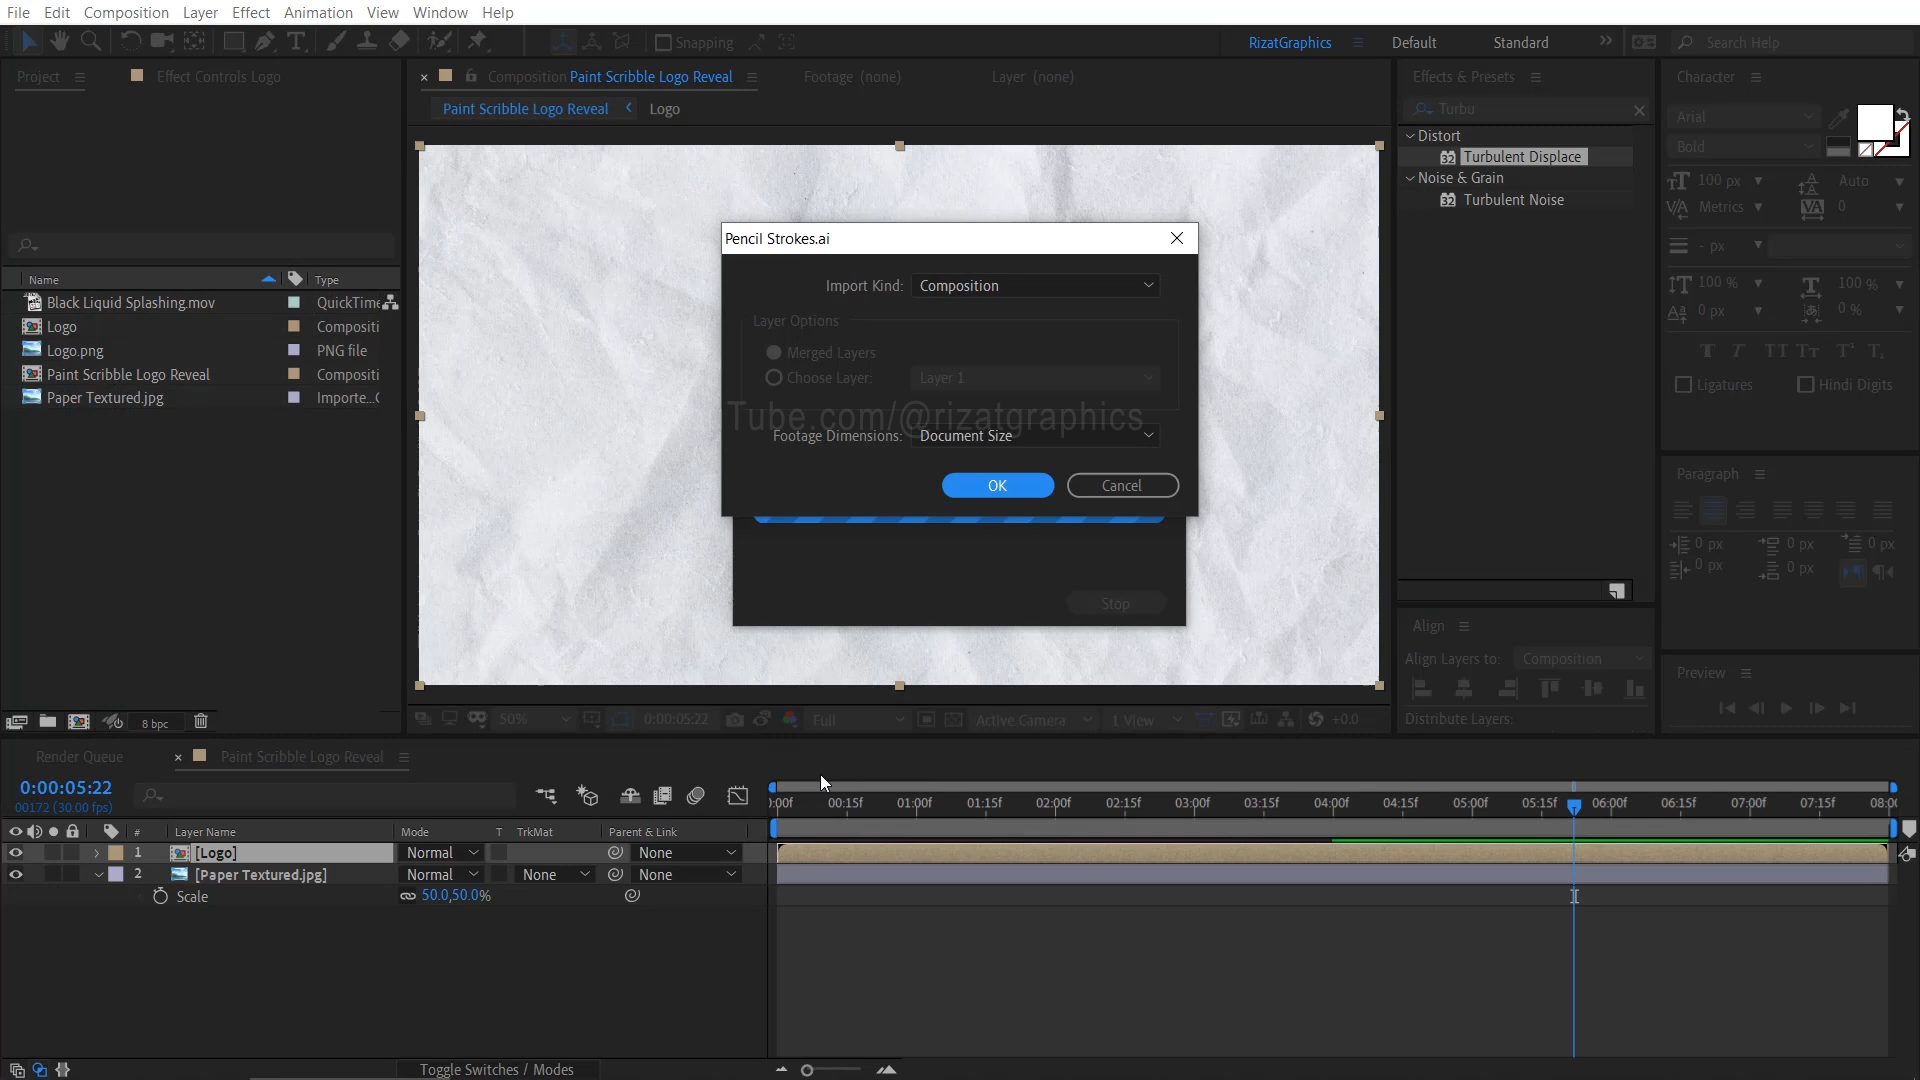 File Edit Composition Layer Effect Animation View Window Help
Snapping
RizatGraphics Default Standard Search Help
Project Effect Controls Logo
Composition Paint Scribble Logo Reveal Footage (none) Layer (none)
Paint Scribble Logo Reveal Logo
Effects & Presets
Turbu
Distort
32 Turbulent Displace
Noise & Grain
32 Turbulent Noise
Character
Arial
Bold
100 px Auto
Metrics 0
- px
100 % 100 %
0 px 0 %
Ligatures Hindi Digits
Paragraph
0 px 0 px 0 px
0 px 0 px
Align
Align Layers to: Composition
Distribute Layers:
Preview
Name Type
Black Liquid Splashing.mov QuickTime
Logo Compositi
Logo.png PNG file
Paint Scribble Logo Reveal Compositi
Paper Textured.jpg Importe...C
8 bpc
Pencil Strokes.ai
Import Kind: Composition
Layer Options
Merged Layers
Choose Layer: Layer 1
Tube.com/@rizatgraphics
Footage Dimensions: Document Size
OK Cancel
Stop
50% 0:00:05:22 Full Active Camera 1 View +0.0
Render Queue Paint Scribble Logo Reveal
0:00:05:22
00172 (30.00 fps)
):00f 00:15f 01:00f 01:15f 02:00f 02:15f 03:00f 03:15f 04:00f 04:15f 05:00f 05:15f 06:00f 06:15f 07:00f 07:15f 08:00
# Layer Name Mode T TrkMat Parent & Link
1 [Logo] Normal None
2 [Paper Textured.jpg] Normal None None
Scale 50.0,50.0%
Toggle Switches / Modes